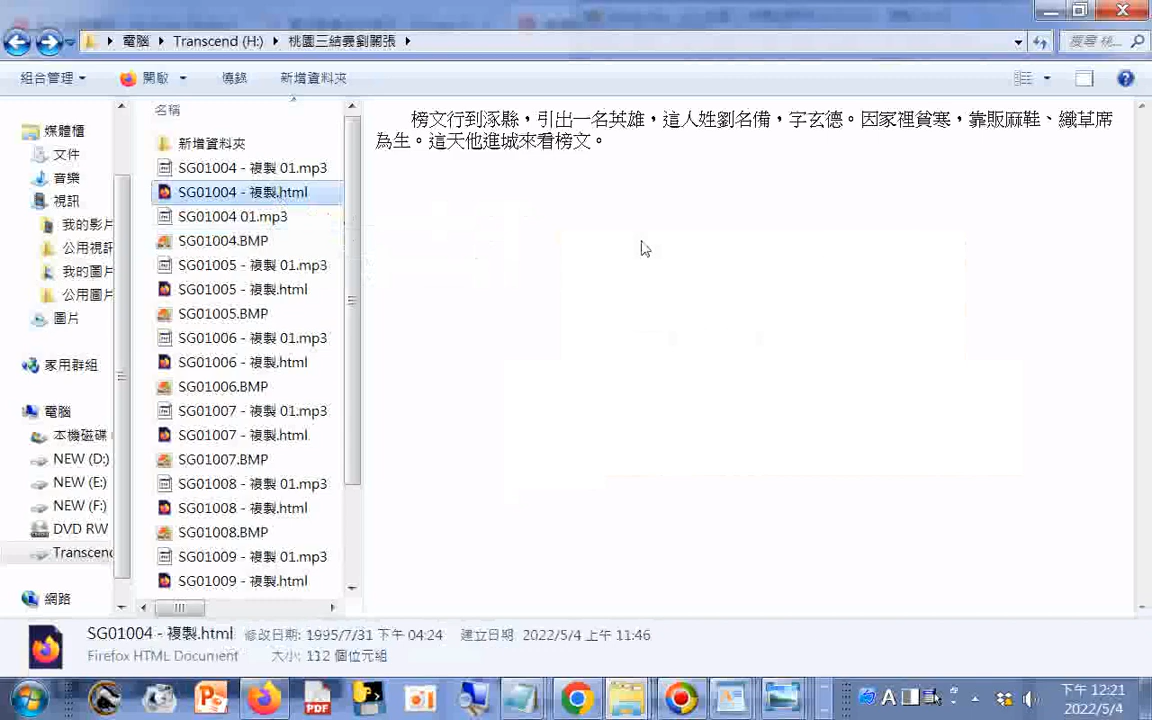 電腦 ▸ Transcend (H:) ▸ 桃園三結義劉關張 ▸
搜尋 桃...
組合管理
開啟
燒錄
新增資料夾
名稱
媒體櫃
文件
音樂
視訊
我的影片
公用視訊
我的圖片
公用圖片
圖片
家用群組
電腦
本機磁碟
NEW (D:)
NEW (E:)
NEW (F:)
DVD RW
Transcend
網路
新增資料夾
SG01004 - 複製 01.mp3
SG01004 - 複製.html
SG01004 01.mp3
SG01004.BMP
SG01005 - 複製 01.mp3
SG01005 - 複製.html
SG01005.BMP
SG01006 - 複製 01.mp3
SG01006 - 複製.html
SG01006.BMP
SG01007 - 複製 01.mp3
SG01007 - 複製.html
SG01007.BMP
SG01008 - 複製 01.mp3
SG01008 - 複製.html
SG01008.BMP
SG01009 - 複製 01.mp3
SG01009 - 複製.html
榜文行到涿縣，引出一名英雄，這人姓劉名備，字玄德。因家裡貧寒，靠販麻鞋、織草席
為生。這天他進城來看榜文。
SG01004 - 複製.html 修改日期: 1995/7/31 下午 04:24 建立日期: 2022/5/4 上午 11:46
Firefox HTML Document 大小: 112 個位元組
PDF
A
下午 12:21
2022/5/4